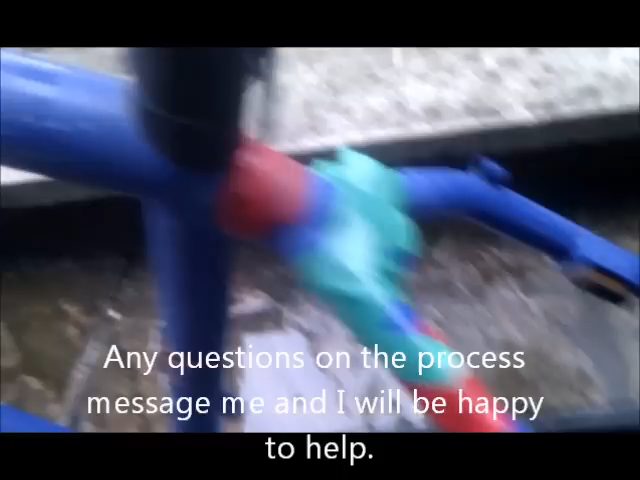 Any questions on the process
message me and I will be happy
to help.